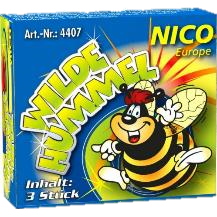 Art.-Nr.: 4407
NICO
Europe
WILDE
HUMMEL
Inhalt:
3 Stück